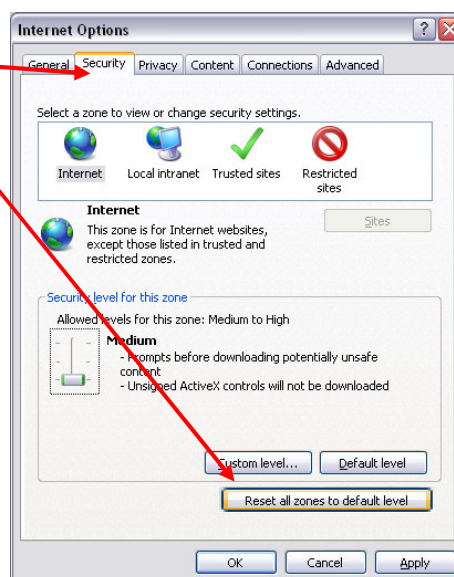 Internet Options
General Security Privacy Content Connections Advanced
Select a zone to view or change security settings.
Internet Local intranet Trusted sites Restricted
sites
Internet
This zone is for Internet websites,
except those listed in trusted and
restricted zones.
Sites
Security level for this zone
Allowed levels for this zone: Medium to High
Medium
- Prompts before downloading potentially unsafe
content
- Unsigned ActiveX controls will not be downloaded
Custom level... Default level
Reset all zones to default level
OK Cancel Apply